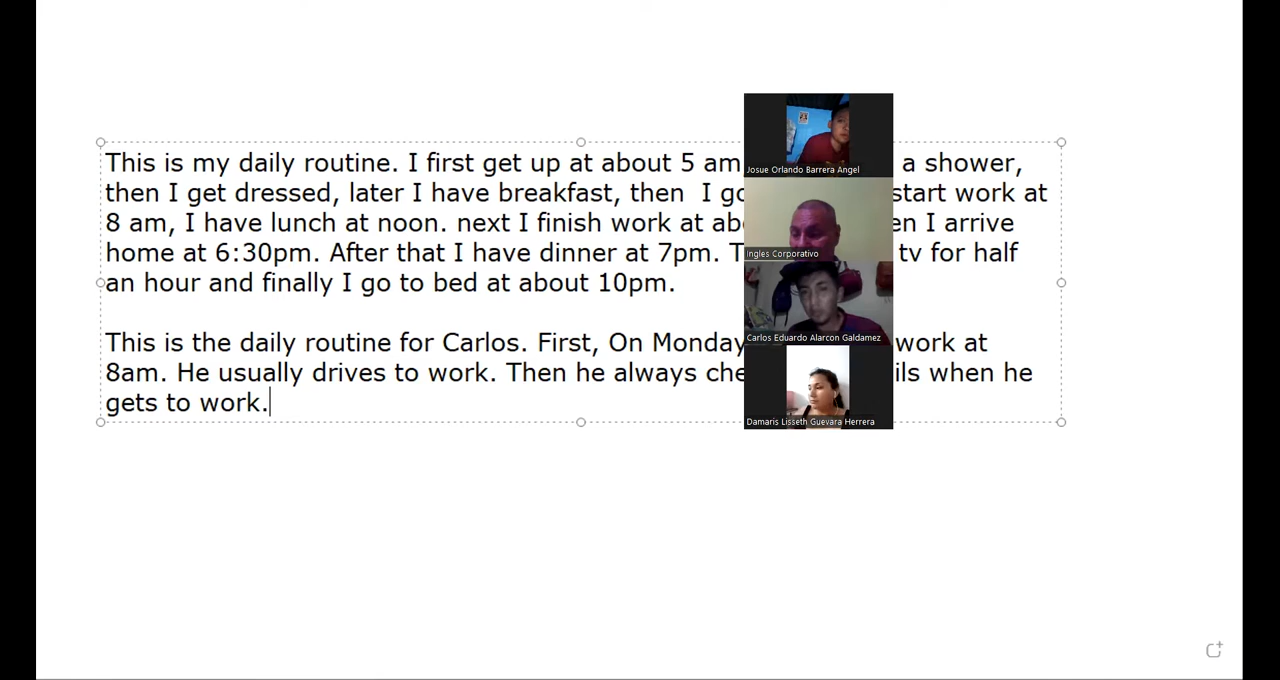 This is my daily routine. I first get up at about 5 am a shower,
then I get dressed, later I have breakfast, then  I go start work at
8 am, I have lunch at noon. next I finish work at I arrive
home at 6:30pm. After that I have dinner at 7pm. tv for half
an hour and finally I go to bed at about 10pm.
This is the daily routine for Carlos. First, On Monday work at
8am. He usually drives to work. Then he always when he
gets to work.
Josue Orlando Barrera Angel
Ingles Corporativo
Carlos Eduardo Alarcon Galdamez
Damaris Lisseth Guevara Herrera